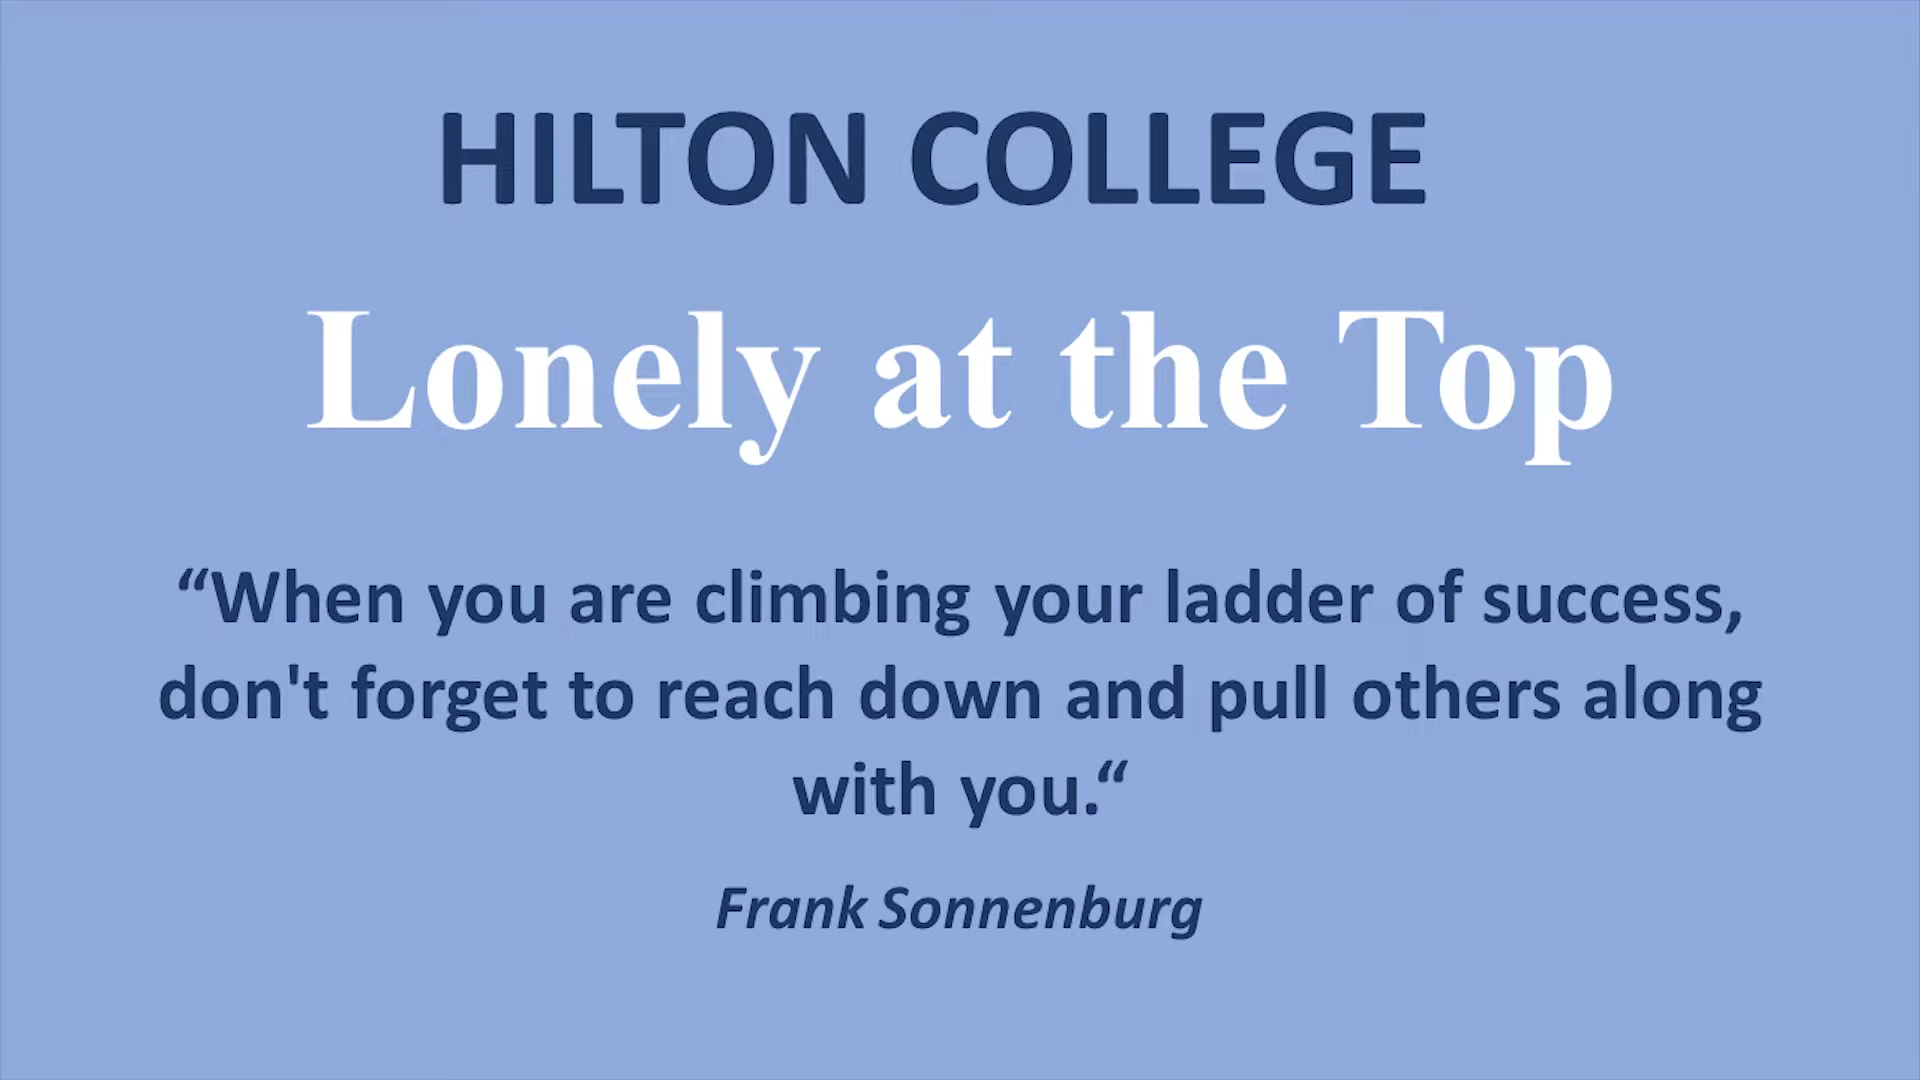 HILTON COLLEGE
Lonely at the Top
“When you are climbing your ladder of success,
don't forget to reach down and pull others along
with you.“
Frank Sonnenburg